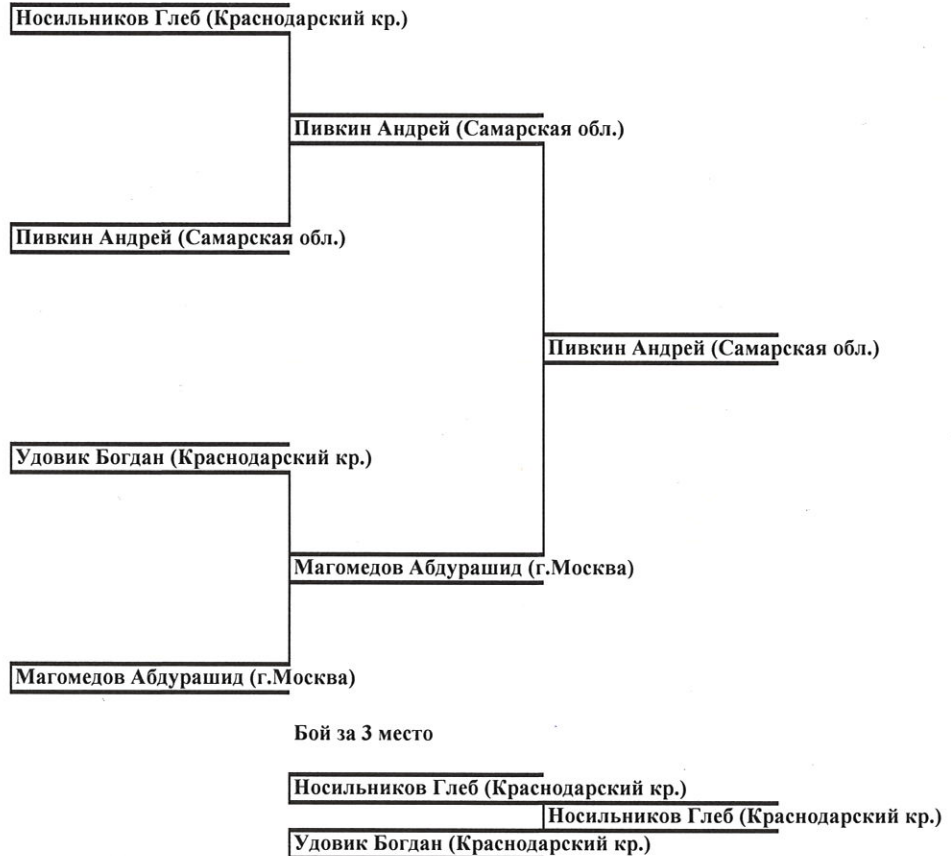 Носильников Глеб (Краснодарский кр.)
Пивкин Андрей (Самарская обл.)
Пивкин Андрей (Самарская обл.)
Пивкин Андрей (Самарская обл.)
Удовик Богдан (Краснодарский кр.)
Магомедов Абдурашид (г.Москва)
Магомедов Абдурашид (г.Москва)
Бой за 3 место
Носильников Глеб (Краснодарский кр.)
Носильников Глеб (Краснодарский кр.)
Удовик Богдан (Краснодарский кр.)